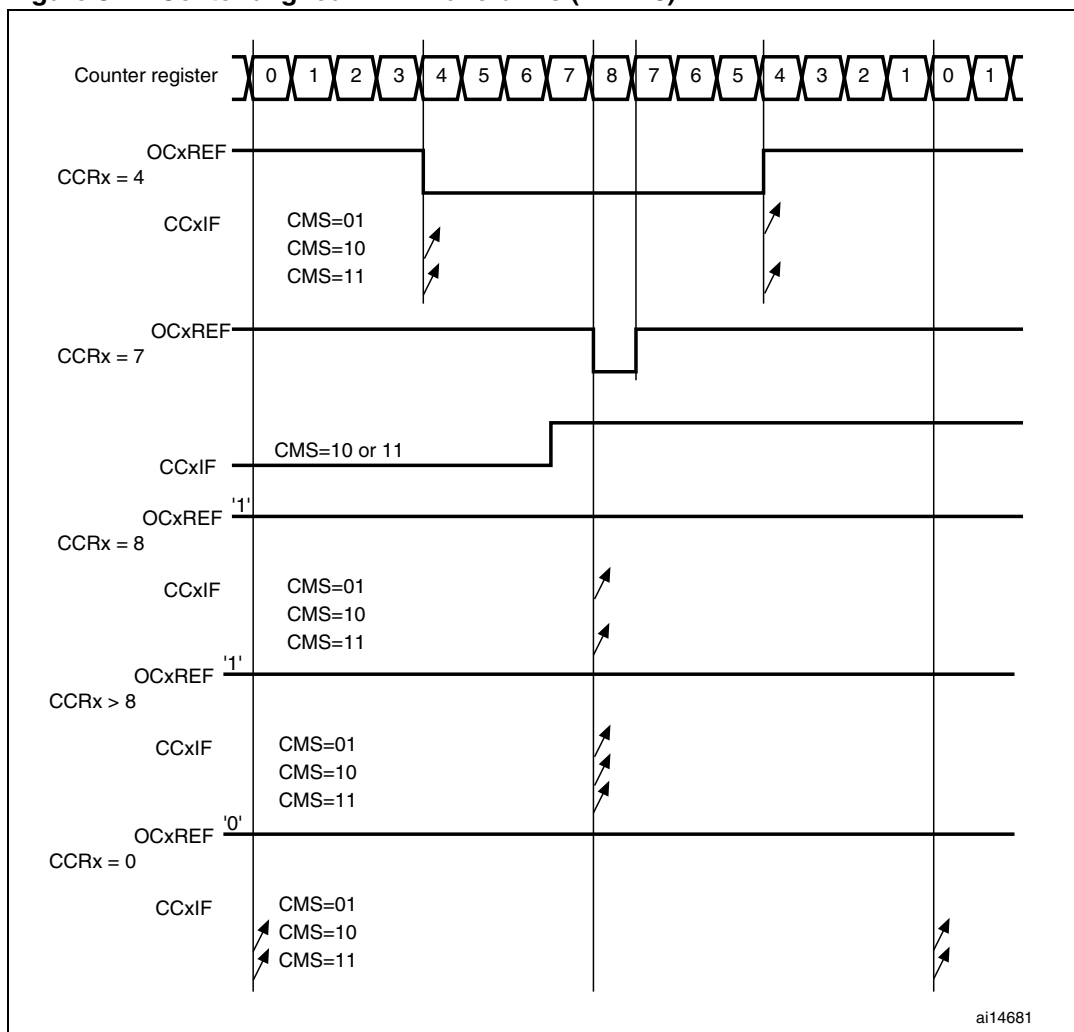 Counter register 0 1 2 3 4 5 6 7 8 7 6 5 4 3 2 1 0 1
OCxREF
CCRx = 4
CCxIF
CMS=01
CMS=10
CMS=11
OCxREF
CCRx = 7
CMS=10 or 11
CCxIF
'1'
OCxREF
CCRx = 8
CCxIF
CMS=01
CMS=10
CMS=11
'1'
OCxREF
CCRx > 8
CCxIF
CMS=01
CMS=10
CMS=11
'0'
OCxREF
CCRx = 0
CCxIF
CMS=01
CMS=10
CMS=11
ai14681